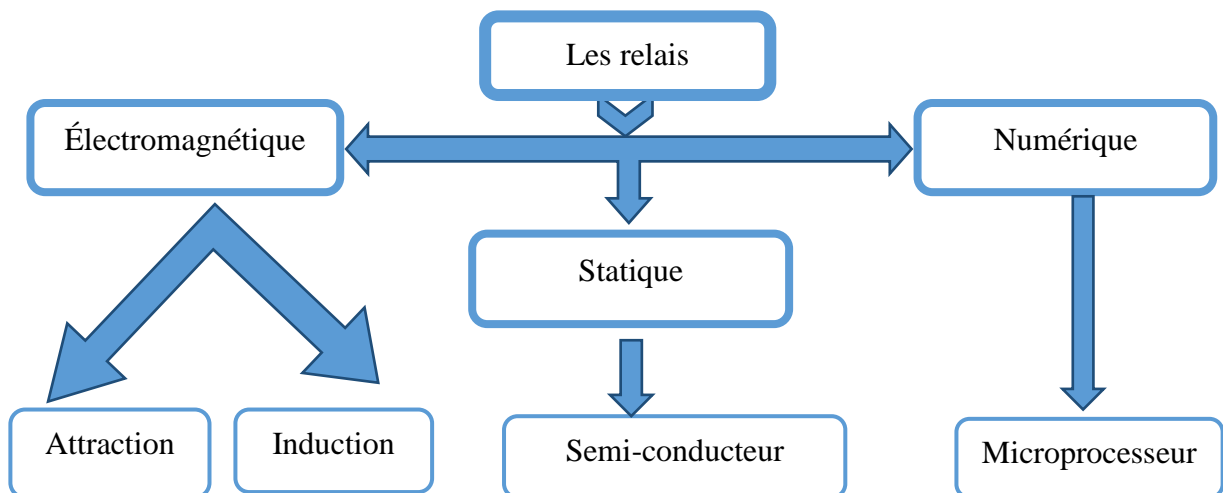 Les relais
Électromagnétique
Numérique
Statique
Attraction
Induction
Semi-conducteur
Microprocesseur